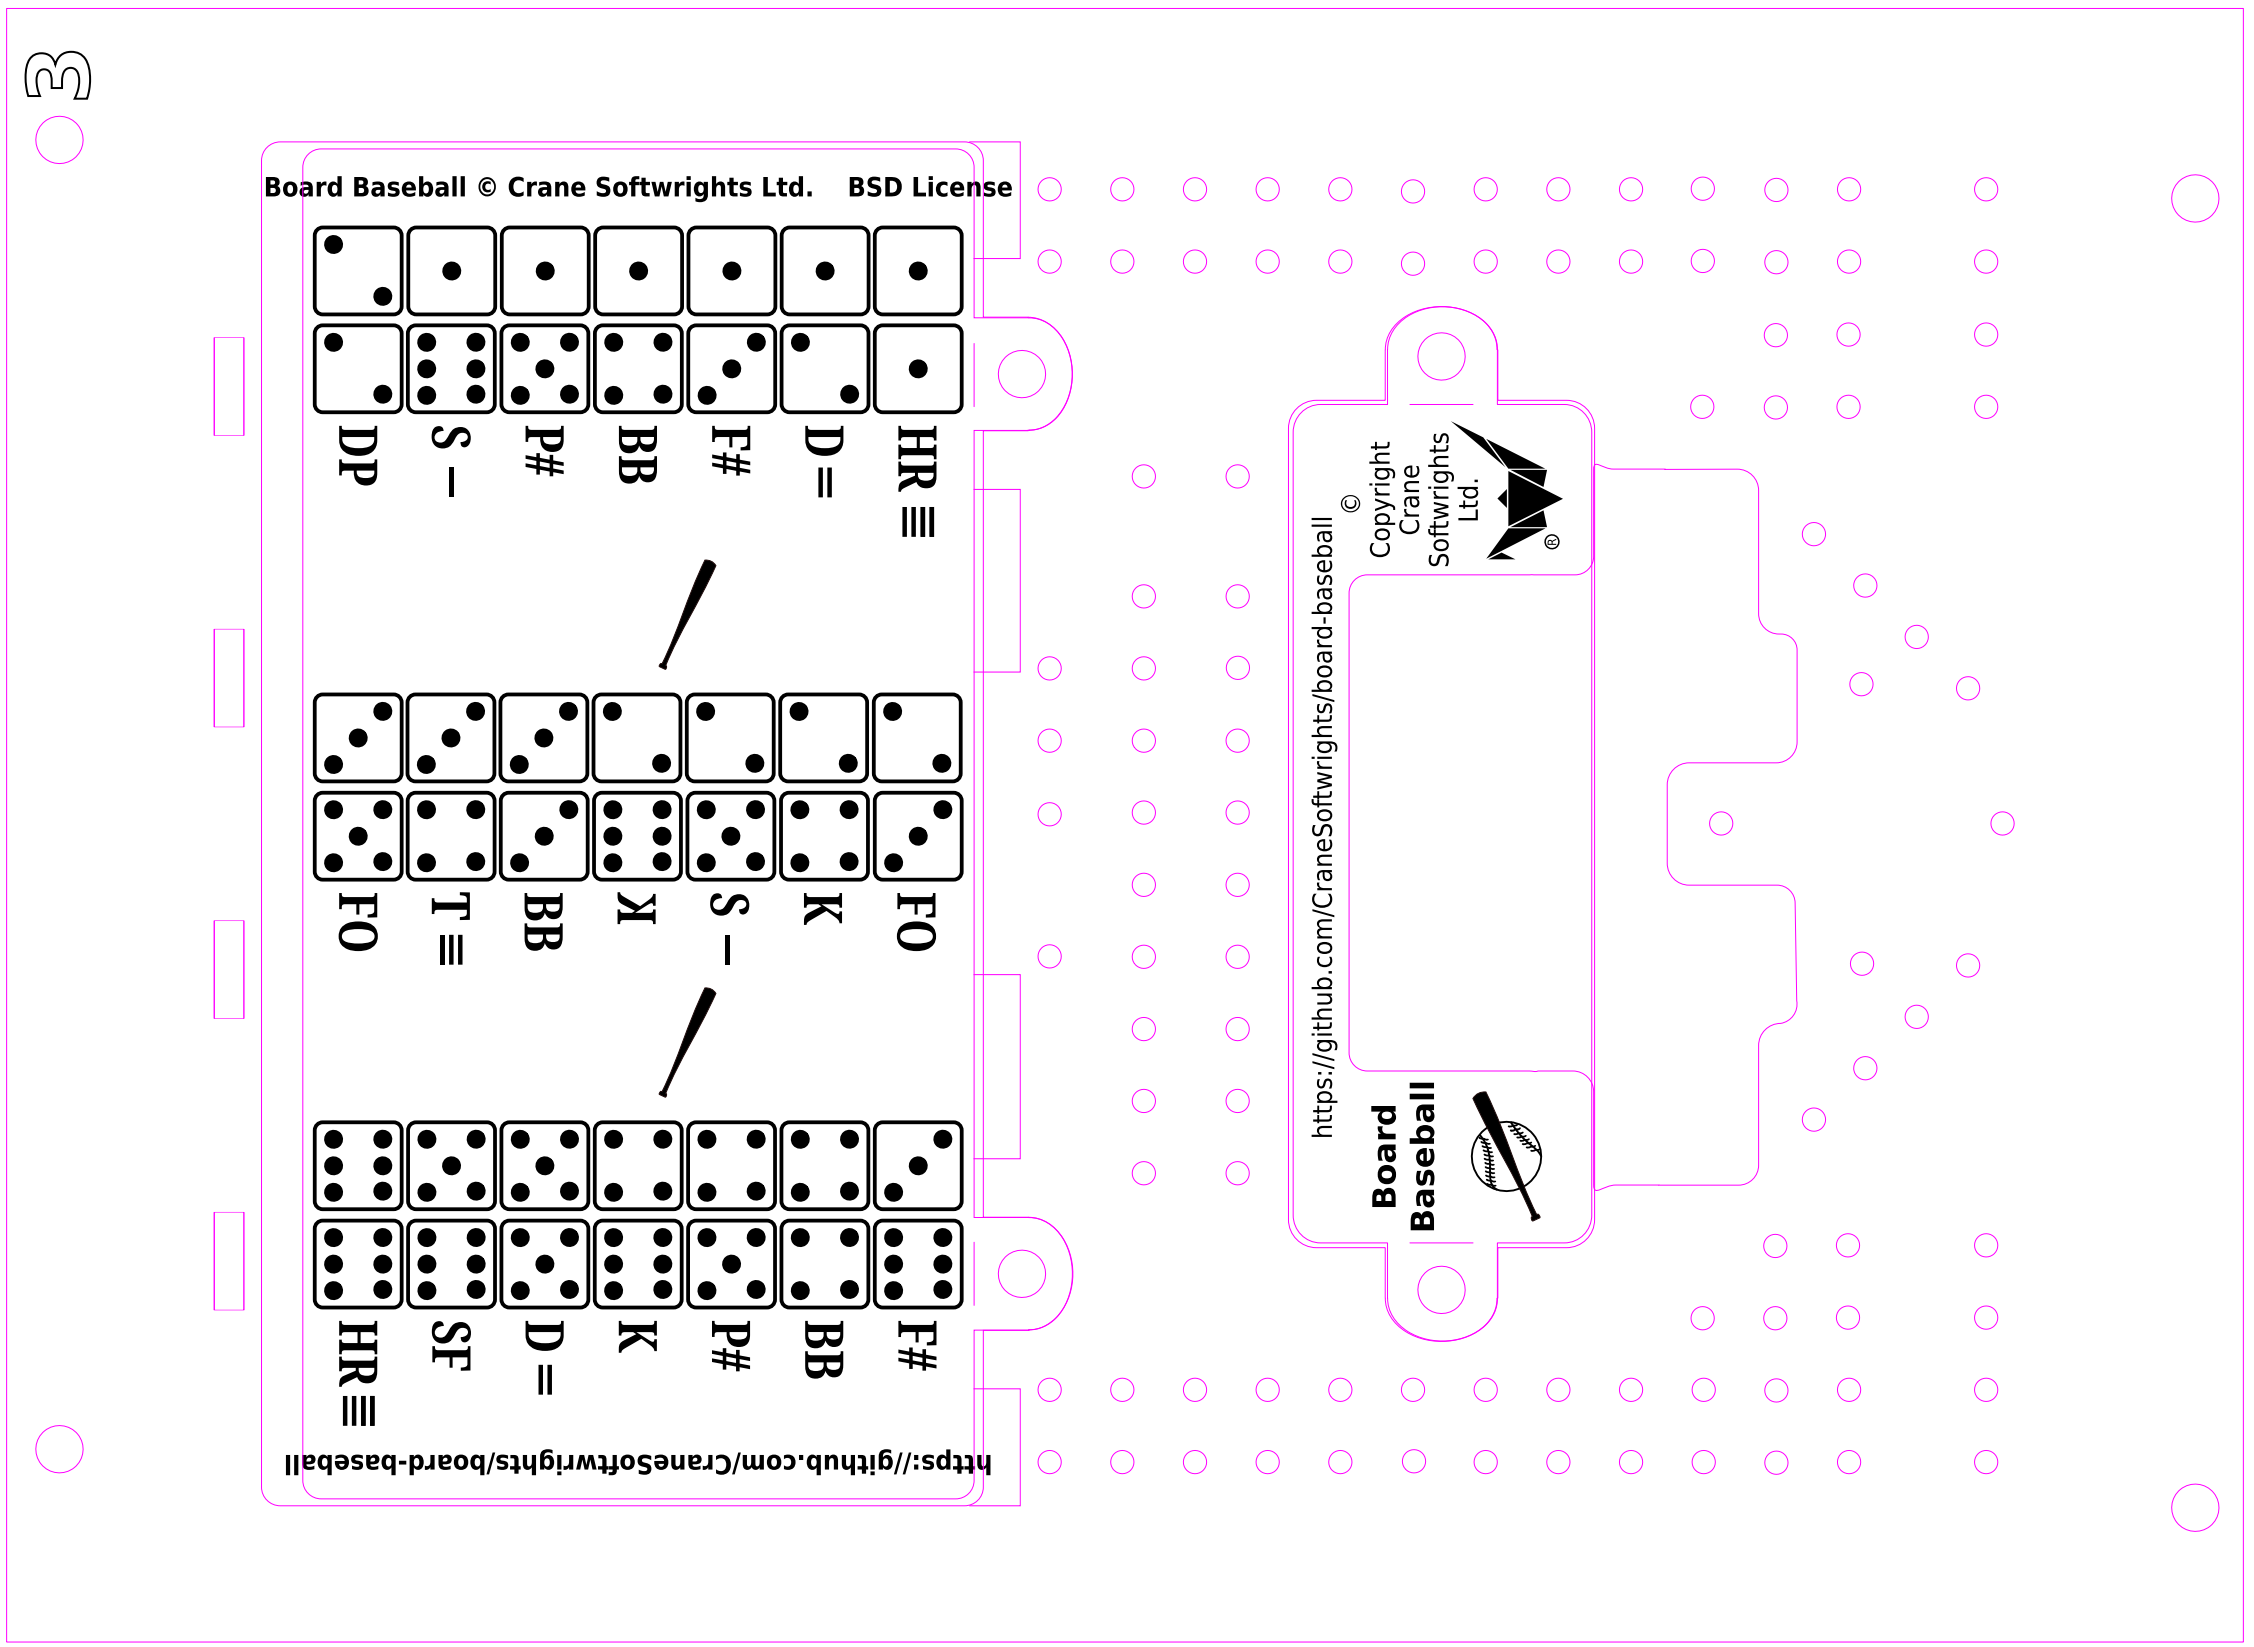 3
Board Baseball © Crane Softwrights Ltd. BSD License
DP
S –
P#
BB
F#
D =
HR ≣
FO
T ≡
BB
ꓘ
S –
K
FO
HR ≣
SF
D =
K
P#
BB
F#
https://github.com/CraneSoftwrights/board-baseball
https://github.com/CraneSoftwrights/board-baseball
©
Copyright
Crane
Softwrights
Ltd.
®
Board
Baseball